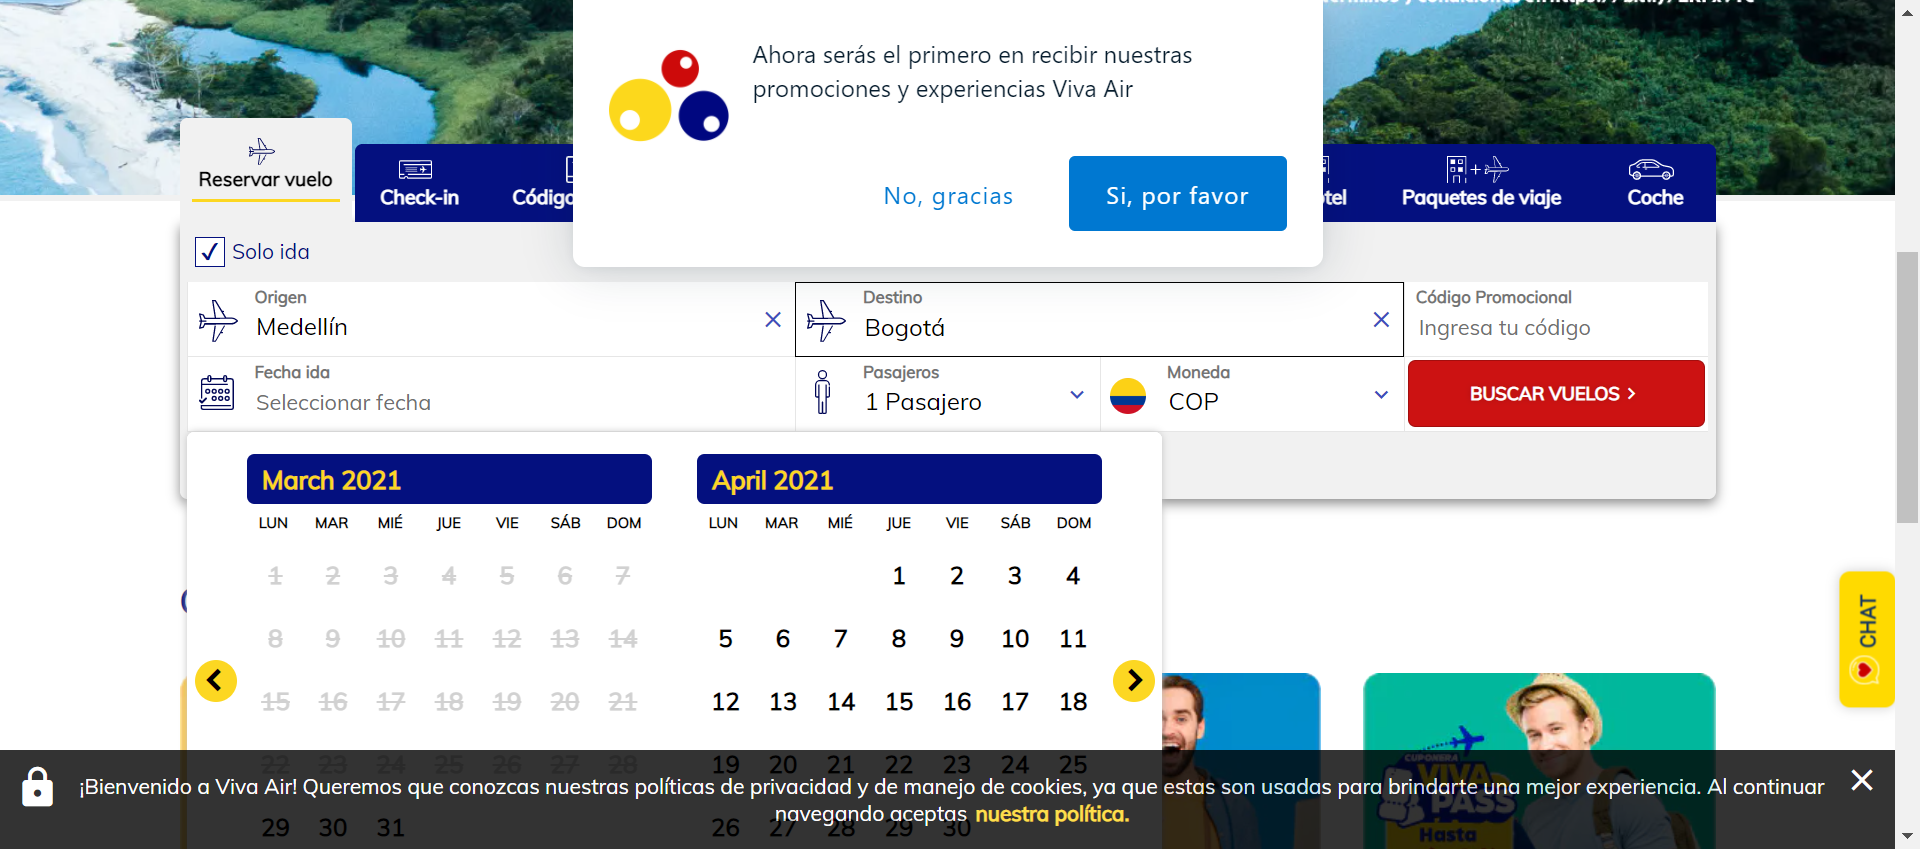 Ahora serás el primero en recibir nuestras
promociones y experiencias Viva Air
No, gracias
Si, por favor
Reservar vuelo
Check-in
Paquetes de viaje
Coche
Solo ida
Origen
Medellín
Destino
Bogotá
Código Promocional
Ingresa tu código
Fecha ida
Seleccionar fecha
Pasajeros
1 Pasajero
Moneda
COP
BUSCAR VUELOS
March 2021
LUN MAR MIÉ JUE VIE SÁB DOM
1 2 3 4 5 6 7
8 9 10 11 12 13 14
15 16 17 18 19 20 21
22 23 24 25 26 27 28
29 30 31
April 2021
LUN MAR MIÉ JUE VIE SÁB DOM
1 2 3 4
5 6 7 8 9 10 11
12 13 14 15 16 17 18
19 20 21 22 23 24 25
26 27 28 29 30
CHAT
CUPONERA
VIVA
PASS
Hasta
¡Bienvenido a Viva Air! Queremos que conozcas nuestras políticas de privacidad y de manejo de cookies, ya que estas son usadas para brindarte una mejor experiencia. Al continuar
navegando aceptas nuestra política.